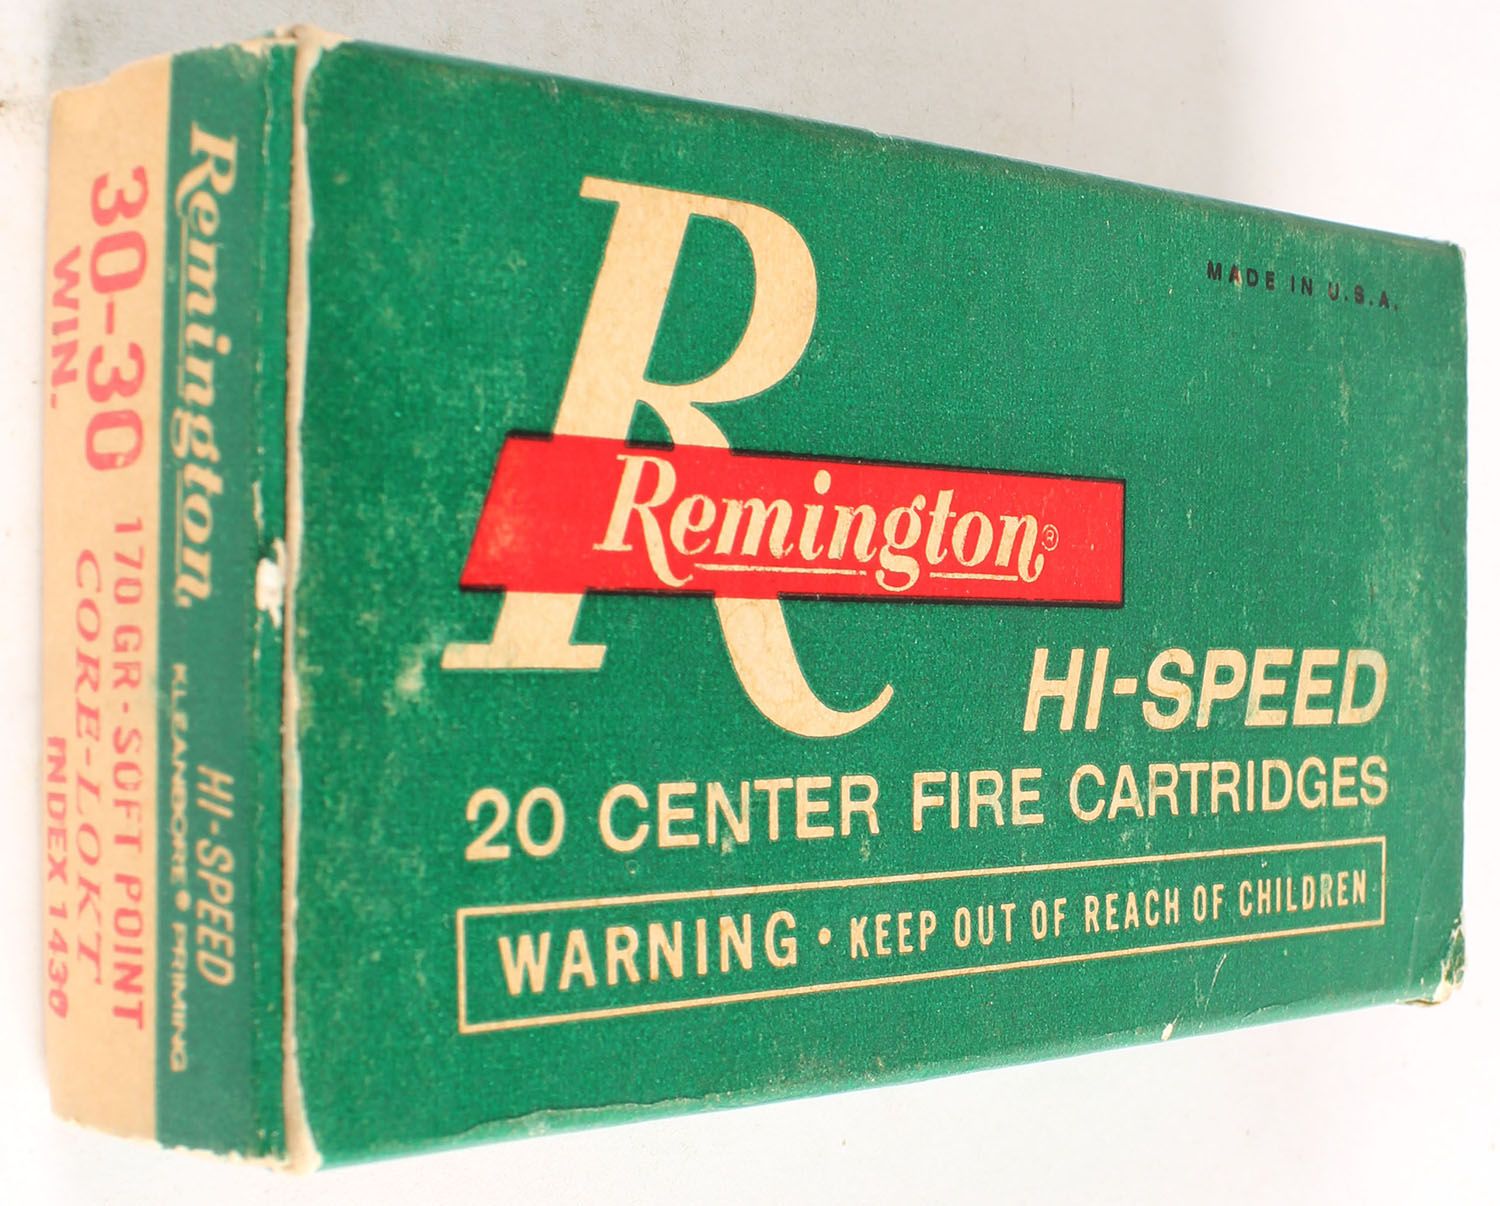 MADE IN U.S.A.
R
Remington®
HI-SPEED
20 CENTER FIRE CARTRIDGES
WARNING • KEEP OUT OF REACH OF CHILDREN
Remington.
HI-SPEED
KLEANBORE® PRIMING
30-30
WIN.
170 GR. SOFT POINT
CORE-LOKT
INDEX 1430